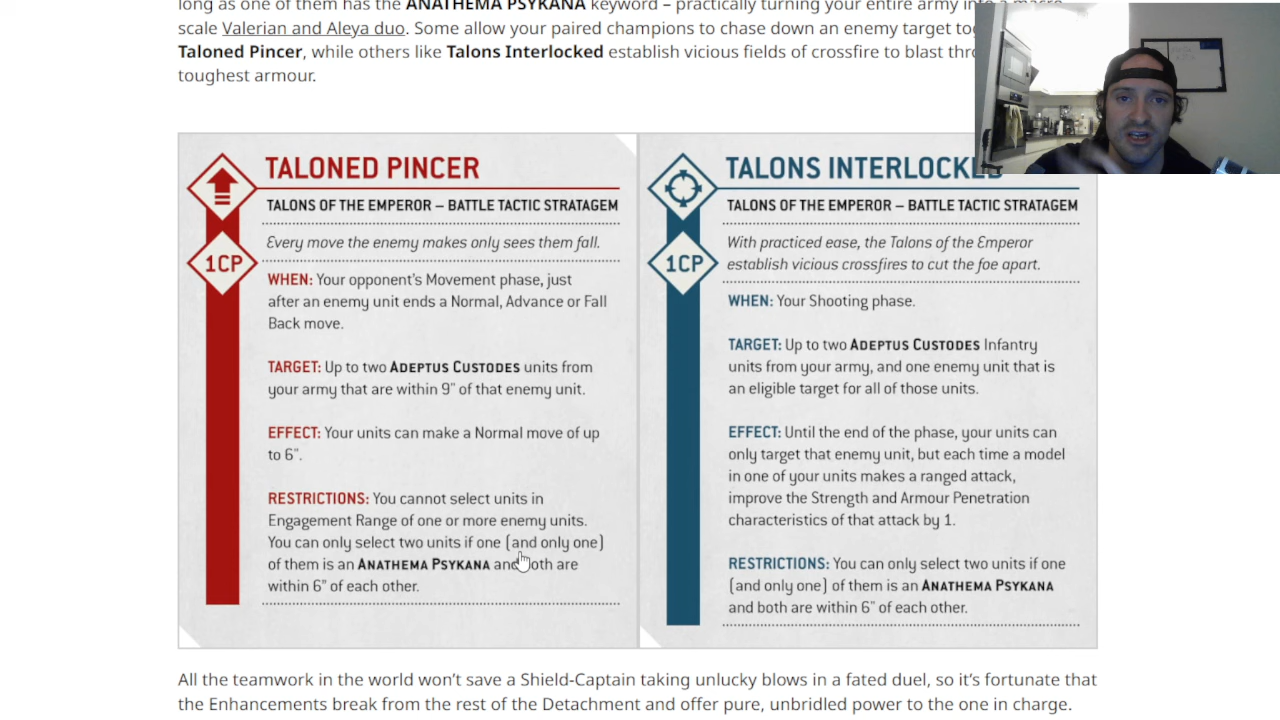 long as one of them has the ANATHEMA PSYKANA keyword – practically turning your entire army into a macro
scale Valerian and Aleya duo. Some allow your paired champions to chase down an enemy target
Taloned Pincer, while others like Talons Interlocked establish vicious fields of crossfire to blast
toughest armour.
TALONED PINCER
TALONS OF THE EMPEROR – BATTLE TACTIC STRATAGEM
Every move the enemy makes only sees them fall.
1CP
WHEN: Your opponent's Movement phase, just
after an enemy unit ends a Normal, Advance or Fall
Back move.
TARGET: Up to two ADEPTUS CUSTODES units from
your army that are within 9" of that enemy unit.
EFFECT: Your units can make a Normal move of up
to 6".
RESTRICTIONS: You cannot select units in
Engagement Range of one or more enemy units.
You can only select two units if one (and only one)
of them is an ANATHEMA PSYKANA and both are
within 6" of each other.
TALONS INTERLOCKED
TALONS OF THE EMPEROR – BATTLE TACTIC STRATAGEM
With practiced ease, the Talons of the Emperor
establish vicious crossfires to cut the foe apart.
1CP
WHEN: Your Shooting phase.
TARGET: Up to two ADEPTUS CUSTODES Infantry
units from your army, and one enemy unit that is
an eligible target for all of those units.
EFFECT: Until the end of the phase, your units can
only target that enemy unit, but each time a model
in one of your units makes a ranged attack,
improve the Strength and Armour Penetration
characteristics of that attack by 1.
RESTRICTIONS: You can only select two units if one
(and only one) of them is an ANATHEMA PSYKANA
and both are within 6" of each other.
All the teamwork in the world won't save a Shield-Captain taking unlucky blows in a fated duel, so it's fortunate that
the Enhancements break from the rest of the Detachment and offer pure, unbridled power to the one in charge.